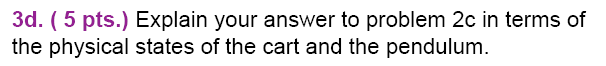 3d. ( 5 pts.) Explain your answer to problem 2c in terms of
the physical states of the cart and the pendulum.